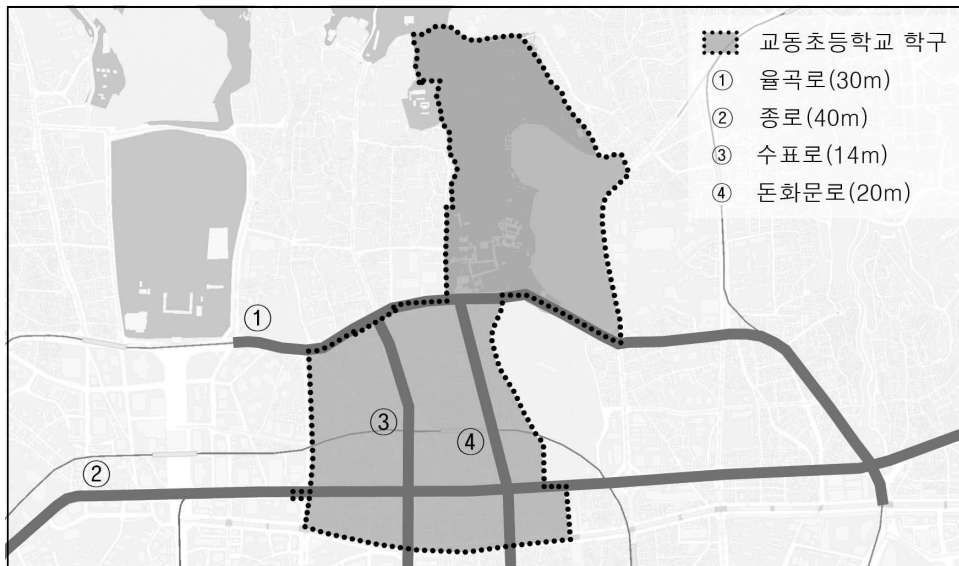 교동초등학교 학구
① 율곡로(30m)
② 종로(40m)
③ 수표로(14m)
④ 돈화문로(20m)
①
③
④
②